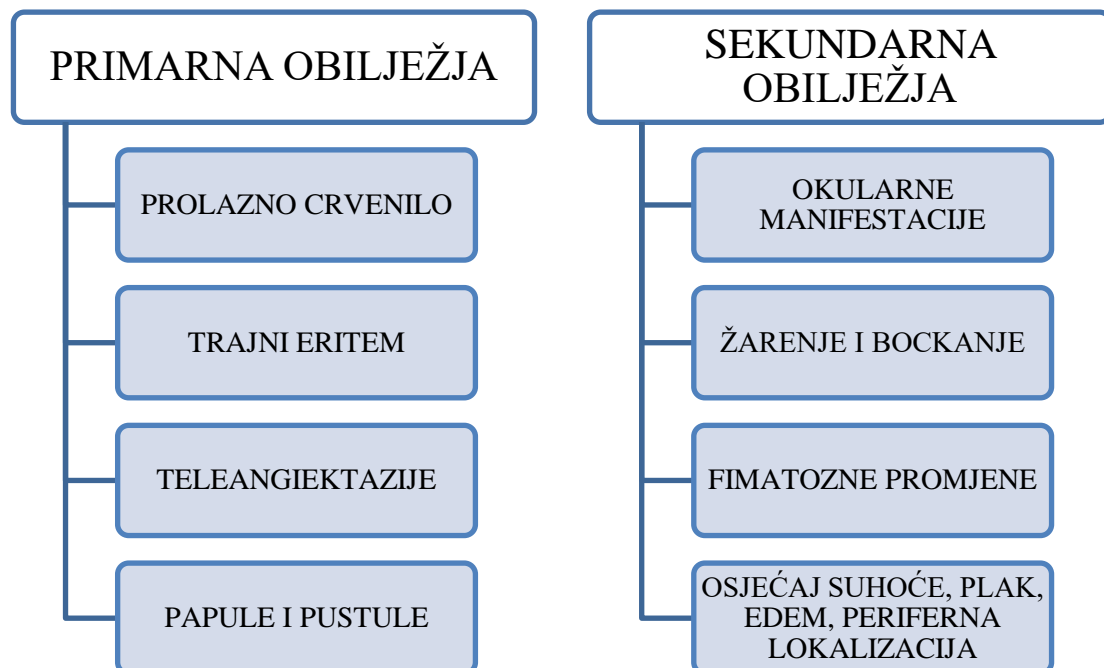 PRIMARNA OBILJEŽJA
PROLAZNO CRVENILO
TRAJNI ERITEM
TELEANGIEKTAZIJE
PAPULE I PUSTULE
SEKUNDARNA
OBILJEŽJA
OKULARNE
MANIFESTACIJE
ŽARENJE I BOCKANJE
FIMATOZNE PROMJENE
OSJEĆAJ SUHOĆE, PLAK,
EDEM, PERIFERNA
LOKALIZACIJA